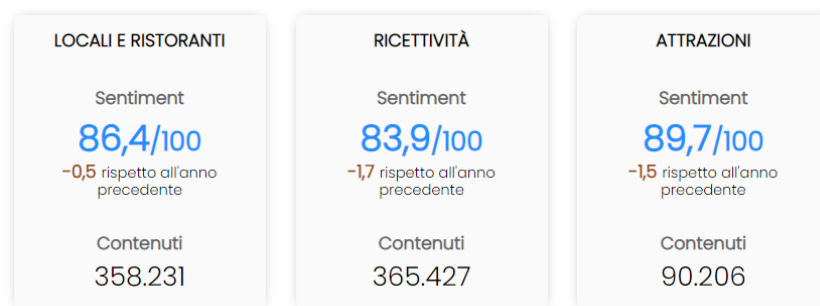 LOCALI E RISTORANTI
Sentiment
86,4/100
-0,5 rispetto all'anno
precedente
Contenuti
358.231
RICETTIVITÀ
Sentiment
83,9/100
-1,7 rispetto all'anno
precedente
Contenuti
365.427
ATTRAZIONI
Sentiment
89,7/100
-1,5 rispetto all'anno
precedente
Contenuti
90.206